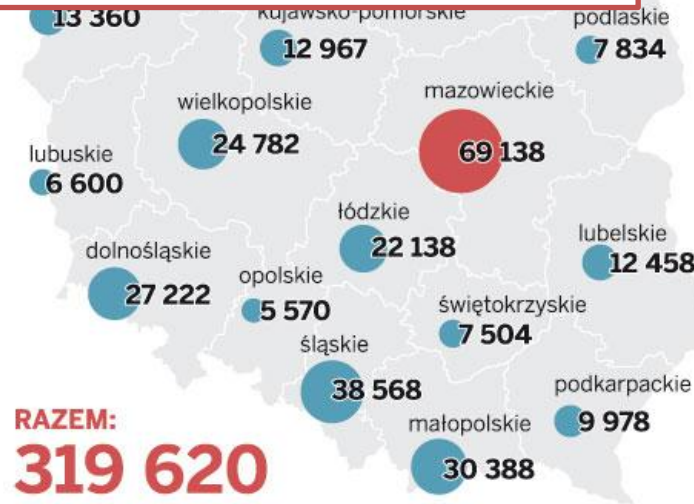 13 360
kujawsko-pomorskie
12 967
podlaskie
7 834
wielkopolskie
24 782
mazowieckie
69 138
lubuskie
6 600
łódzkie
22 138
lubelskie
12 458
dolnośląskie
27 222
opolskie
5 570
świętokrzyskie
7 504
śląskie
38 568
podkarpackie
9 978
małopolskie
30 388
RAZEM:
319 620